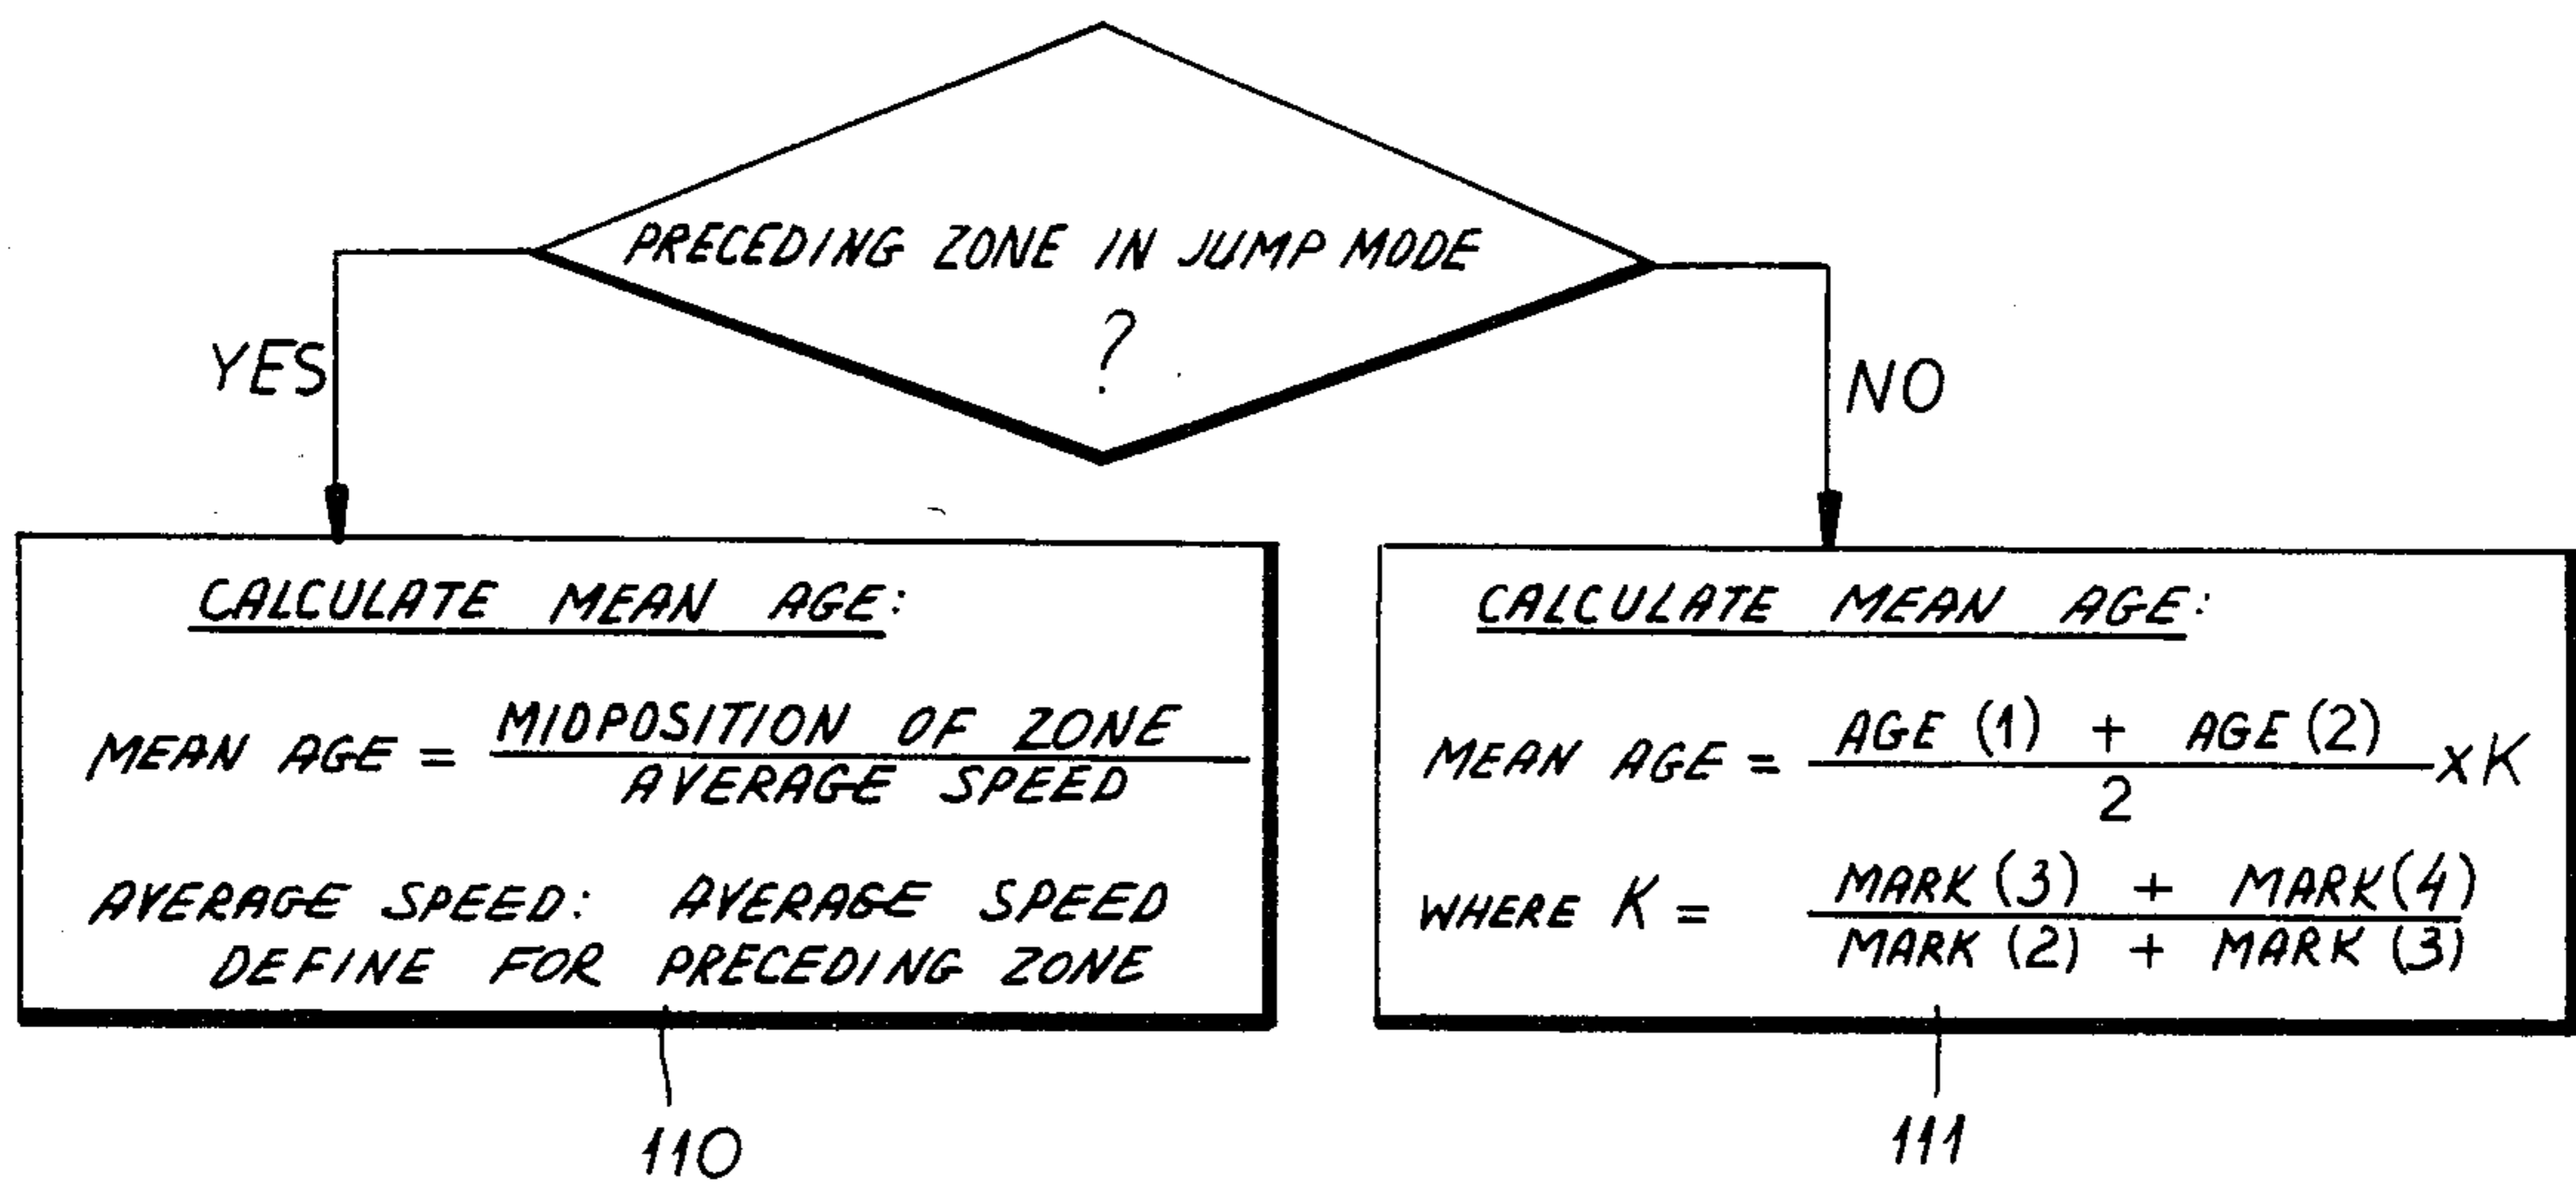 PRECEDING ZONE IN JUMP MODE
?
YES
NO
CALCULATE MEAN AGE:
MEAN AGE = MIDPOSITION OF ZONE
AVERAGE SPEED
AVERAGE SPEED: AVERAGE SPEED
DEFINE FOR PRECEDING ZONE
110
CALCULATE MEAN AGE:
MEAN AGE = AGE (1) + AGE (2) x K
2
WHERE K = MARK (3) + MARK (4)
MARK (2) + MARK (3)
111